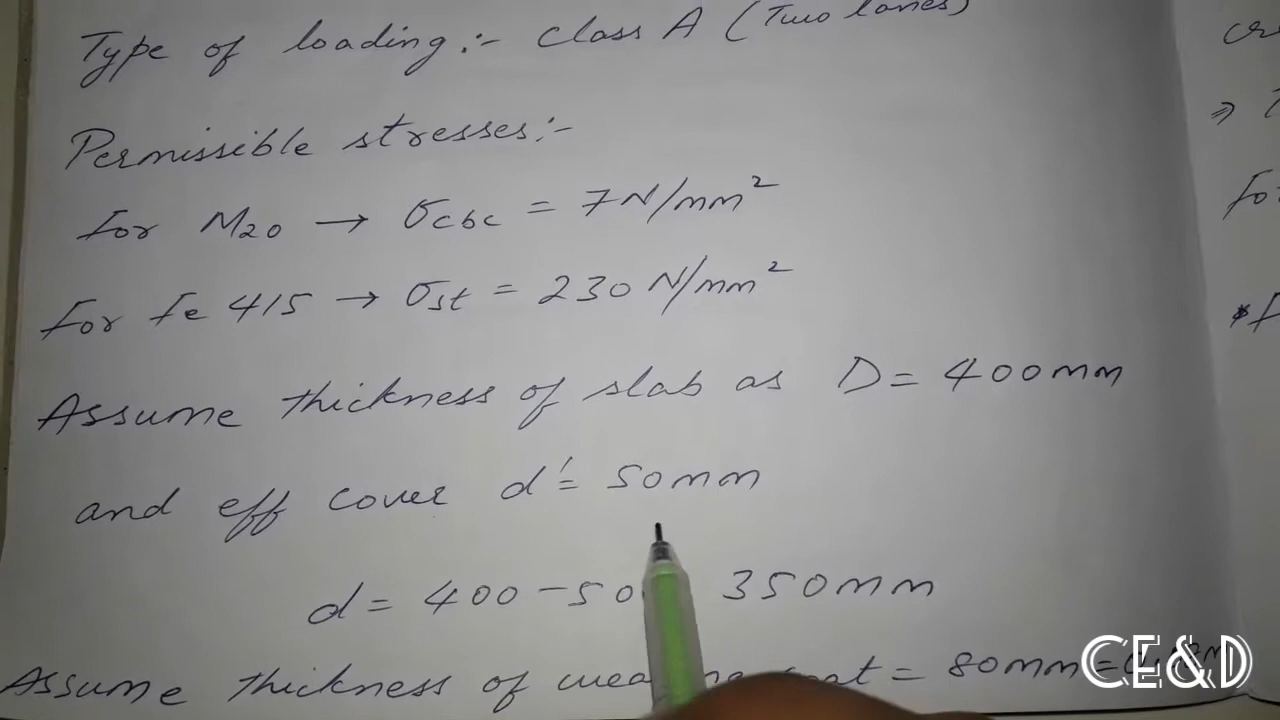 Type of loading:- Class A (Two lanes)
Permissible stresses:-
For M20 → σcbc = 7N/mm²
For fe 415 → σst = 230 N/mm²
Assume thickness of slab as D = 400mm
and eff cover d' = 50mm
d = 400-50 350mm
Assume thickness of = 80mm =
CE&D